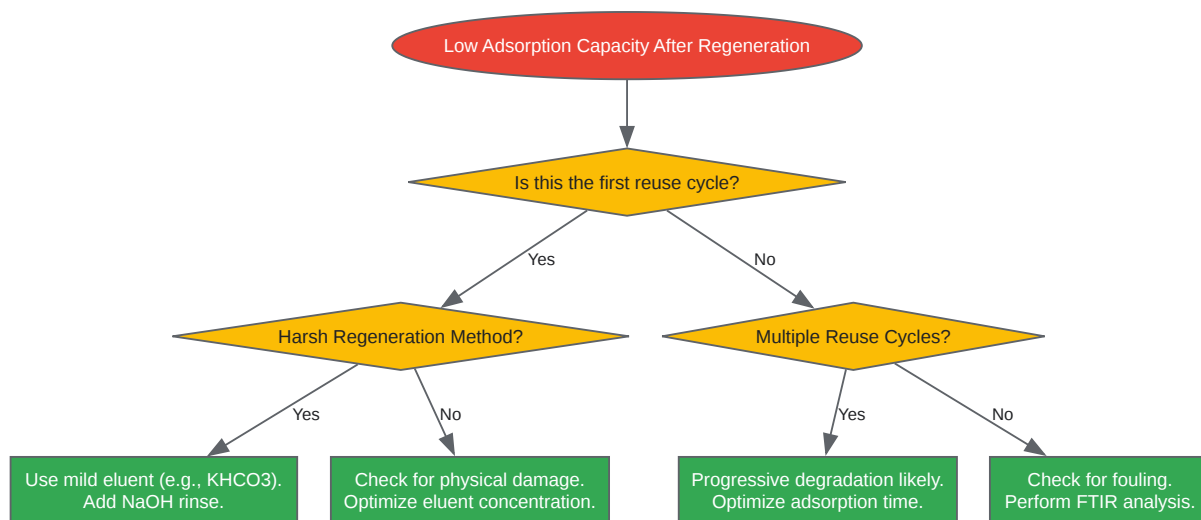 Low Adsorption Capacity After Regeneration
Is this the first reuse cycle?
Yes
No
Harsh Regeneration Method?
Multiple Reuse Cycles?
Yes
No
Yes
No
Use mild eluent (e.g., KHCO3).
Add NaOH rinse.
Check for physical damage.
Optimize eluent concentration.
Progressive degradation likely.
Optimize adsorption time.
Check for fouling.
Perform FTIR analysis.